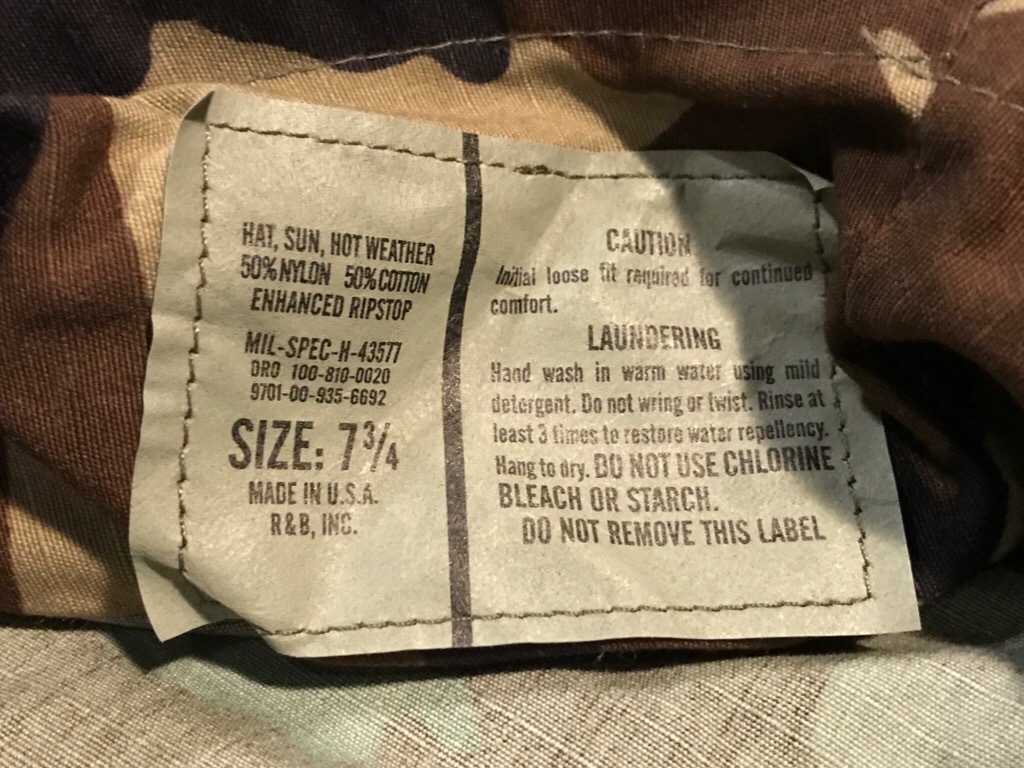 HAT, SUN, HOT WEATHER
50% NYLON 50% COTTON
ENHANCED RIPSTOP
MIL-SPEC-H-43577
DRO 100-810-0020
9701-00-935-6692
SIZE: 7 3/4
MADE IN U.S.A.
R&B, INC.
CAUTION
Initial loose fit required for continued
comfort.
LAUNDERING
Hand wash in warm water using mild
detergent. Do not wring or twist. Rinse at
least 3 times to restore water repellency.
Hang to dry. DO NOT USE CHLORINE
BLEACH OR STARCH.
DO NOT REMOVE THIS LABEL